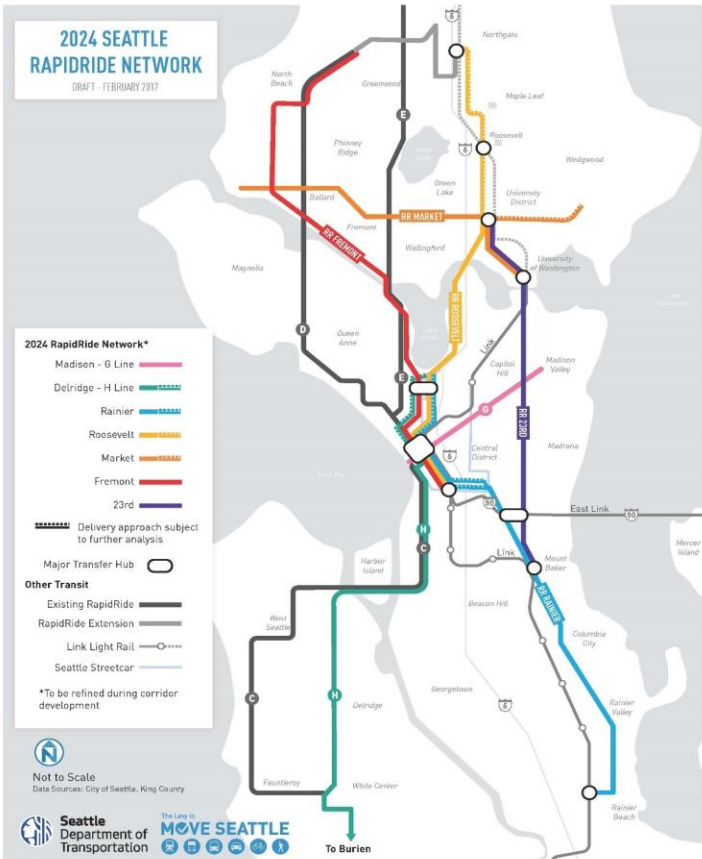 2024 SEATTLE
RAPIDRIDE NETWORK
DRAFT - FEBRUARY 2017
North
Beach
Greenwood
Northgate
Maple Leaf
Roosevelt
Wedgwood
Phinney
Ridge
E
Green
Lake
University
District
Ballard
RR MARKET
Fremont
RR FREMONT
Wallingford
University
of Washington
Magnolia
RR ROOSEVELT
D
Queen
Anne
Link
Capitol
Hill
Madison
Valley
E
G
RR 23RD
Central
District
Madrona
90
East Link
90
H
C
Link
Mount
Baker
Mercer
Island
Harbor
Island
RR RAINIER
Beacon Hill
West
Seattle
Columbia
City
Georgetown
C
H
Delridge
Rainier
Valley
Fauntleroy
White Center
Rainier
Beach
To Burien
2024 RapidRide Network*
Madison - G Line
Delridge - H Line
Rainier
Roosevelt
Market
Fremont
23rd
Delivery approach subject
to further analysis
Major Transfer Hub
Other Transit
Existing RapidRide
RapidRide Extension
Link Light Rail
Seattle Streetcar
*To be refined during corridor
development
N
Not to Scale
Data Sources: City of Seattle, King County
Seattle
Department of
Transportation
The Levy to
MOVE SEATTLE